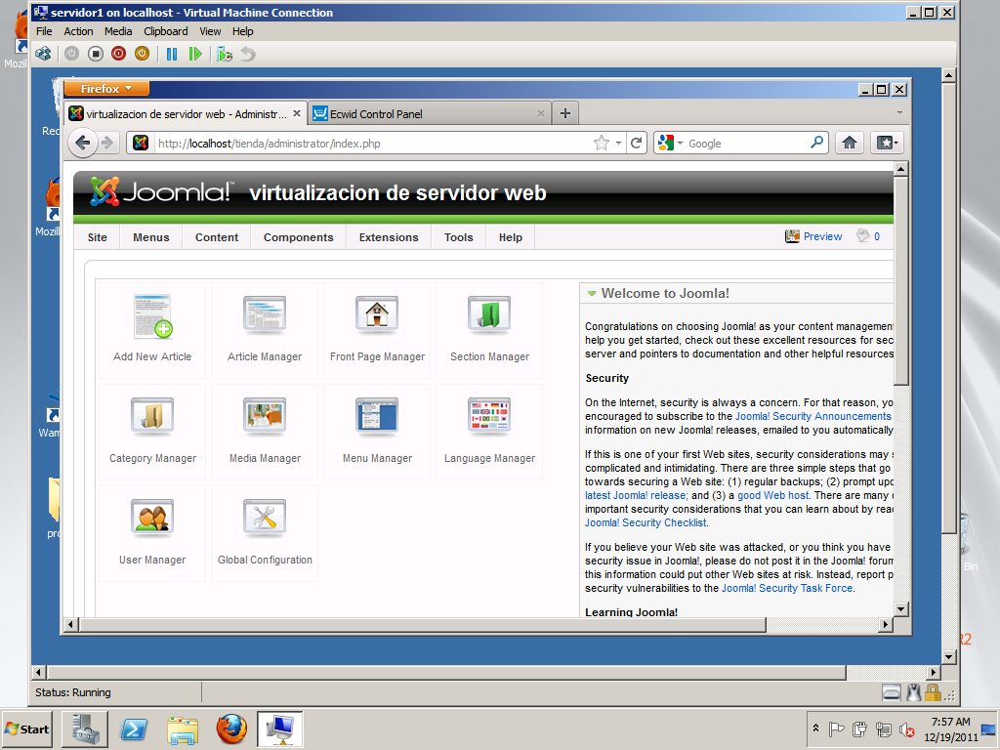 servidor1 on localhost - Virtual Machine Connection
File Action Media Clipboard View Help
Mozil
Rec
Mozill
Wam
pro
Firefox
virtualizacion de servidor web - Administr...
Ecwid Control Panel
http://localhost/tienda/administrator/index.php
Google
Joomla!™ virtualizacion de servidor web
Site Menus Content Components Extensions Tools Help Preview 0
Add New Article
Article Manager
Front Page Manager
Section Manager
Category Manager
Media Manager
Menu Manager
Language Manager
User Manager
Global Configuration
Welcome to Joomla!
Congratulations on choosing Joomla! as your content management
help you get started, check out these excellent resources for sec
server and pointers to documentation and other helpful resources
Security
On the Internet, security is always a concern. For that reason, yo
encouraged to subscribe to the Joomla! Security Announcements
information on new Joomla! releases, emailed to you automatically
If this is one of your first Web sites, security considerations may s
complicated and intimidating. There are three simple steps that go
towards securing a Web site: (1) regular backups; (2) prompt upd
latest Joomla! release; and (3) a good Web host. There are many o
important security considerations that you can learn about by read
Joomla! Security Checklist.
If you believe your Web site was attacked, or you think you have
security issue in Joomla!, please do not post it in the Joomla! forum
this information could put other Web sites at risk. Instead, report p
security vulnerabilities to the Joomla! Security Task Force.
Learning Joomla!
Bin
R2
Status: Running
Start
7:57 AM
12/19/2011